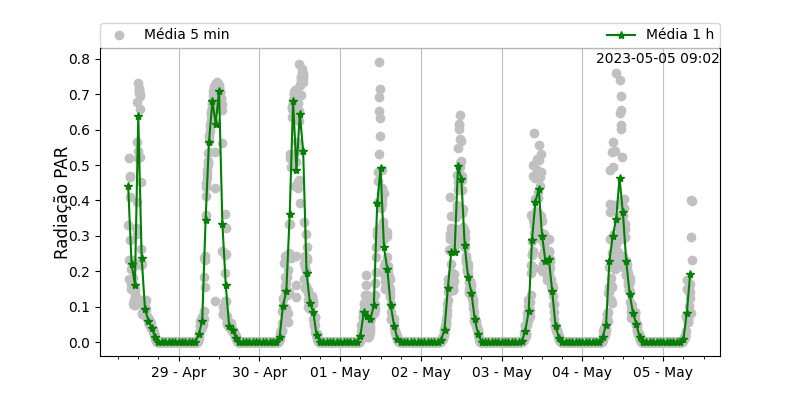 Média 5 min
Média 1 h
2023-05-05 09:02
Radiação PAR
0.8
0.7
0.6
0.5
0.4
0.3
0.2
0.1
0.0
29 - Apr
30 - Apr
01 - May
02 - May
03 - May
04 - May
05 - May